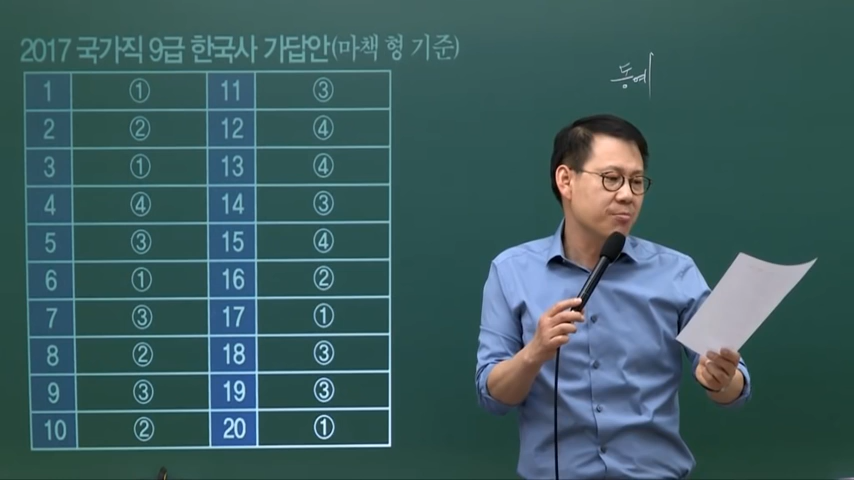 2017 국가직 9급 한국사 가답안(마책 형 기준)
1 ① 11 ③
2 ② 12 ④
3 ① 13 ④
4 ④ 14 ③
5 ③ 15 ④
6 ① 16 ②
7 ③ 17 ①
8 ② 18 ③
9 ③ 19 ③
10 ② 20 ①
동예